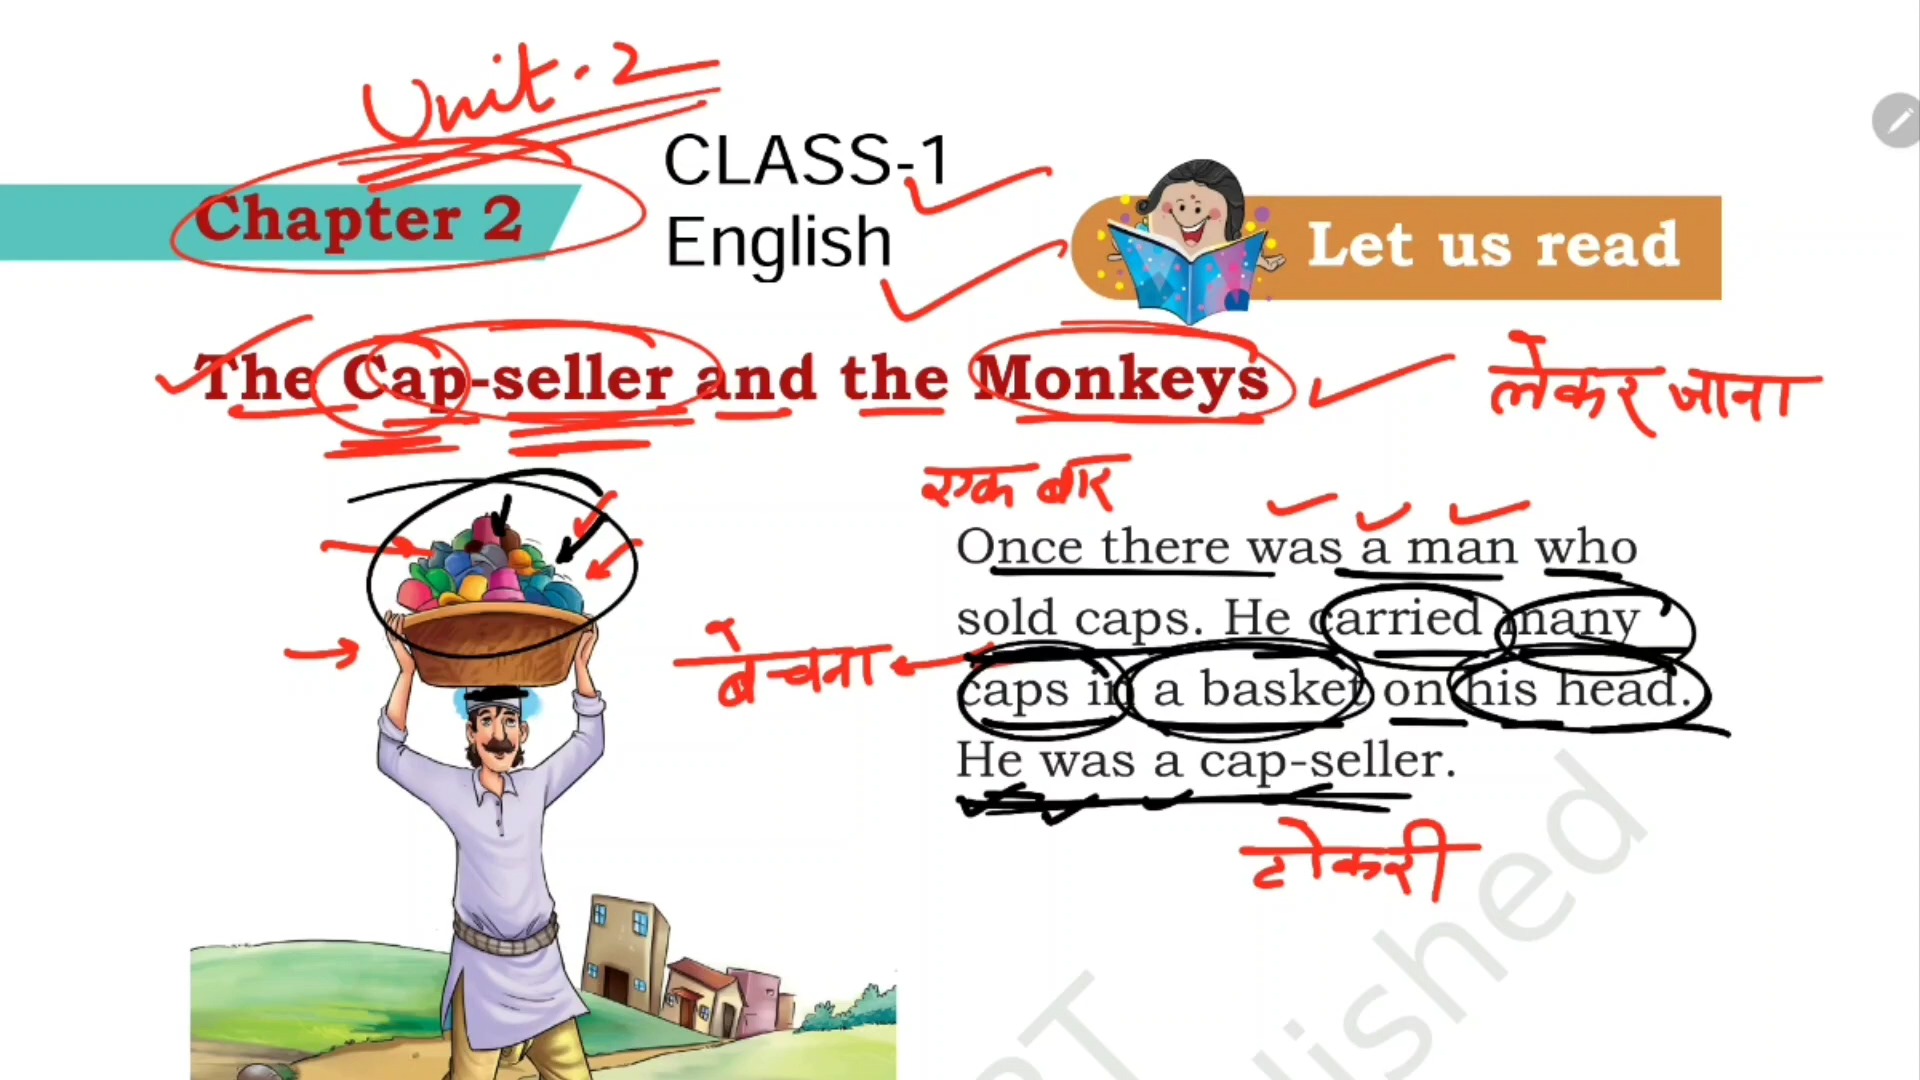 Unit.2
CLASS-1
Chapter 2
English
Let us read
The Cap-seller and the Monkeys
लेकर जाना
एक बार
Once there was a man who
sold caps. He carried many
बेचना
caps in a basket on his head.
He was a cap-seller.
टोकरी